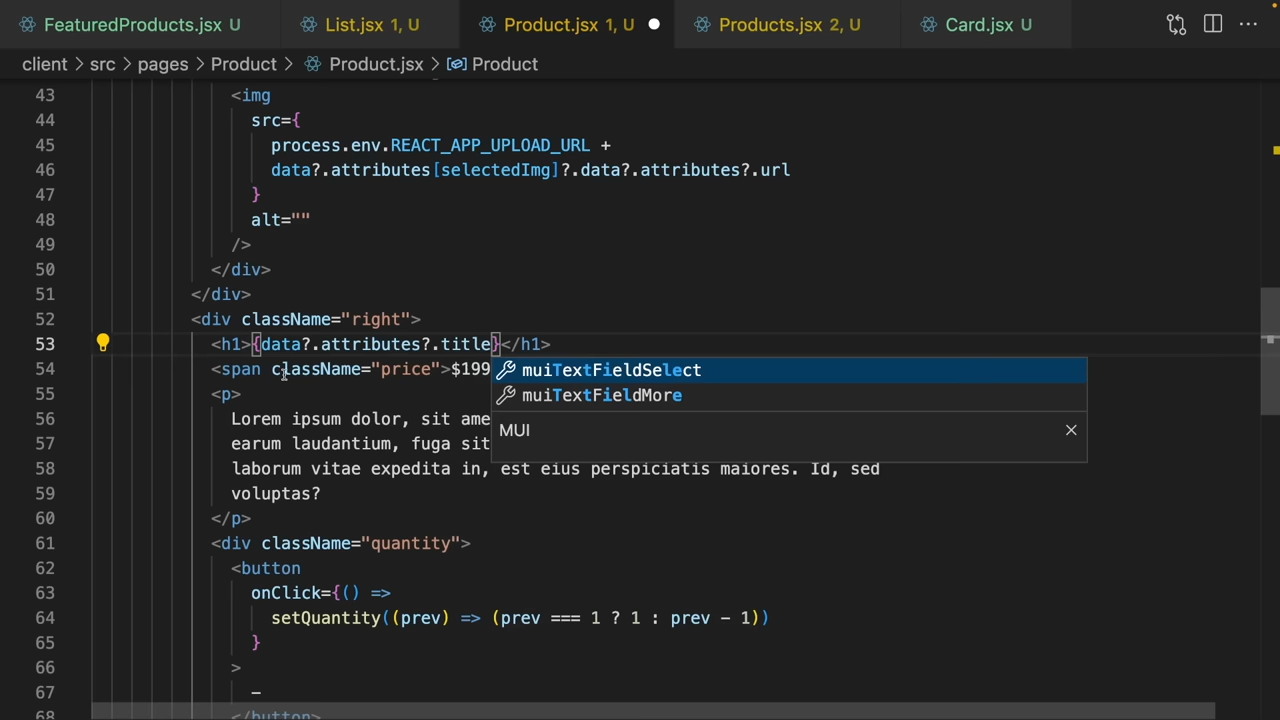 FeaturedProducts.jsx U List.jsx 1, U Product.jsx 1, U Products.jsx 2, U Card.jsx U
client > src > pages > Product > Product.jsx > Product
43 <img
44 src={
45 process.env.REACT_APP_UPLOAD_URL +
46 data?.attributes[selectedImg]?.data?.attributes?.url
47 }
48 alt=""
49 />
50 </div>
51 </div>
52 <div className="right">
53 <h1>{data?.attributes?.title}</h1>
54 <span className="price">$199
muiTextFieldSelect
55 <p>
muiTextFieldMore
56 Lorem ipsum dolor, sit ame
MUI
57 earum laudantium, fuga sit
58 laborum vitae expedita in, est eius perspiciatis maiores. Id, sed
59 voluptas?
60 </p>
61 <div className="quantity">
62 <button
63 onClick={() =>
64 setQuantity((prev) => (prev === 1 ? 1 : prev - 1))
65 }
66 >
67 -
68 </button>